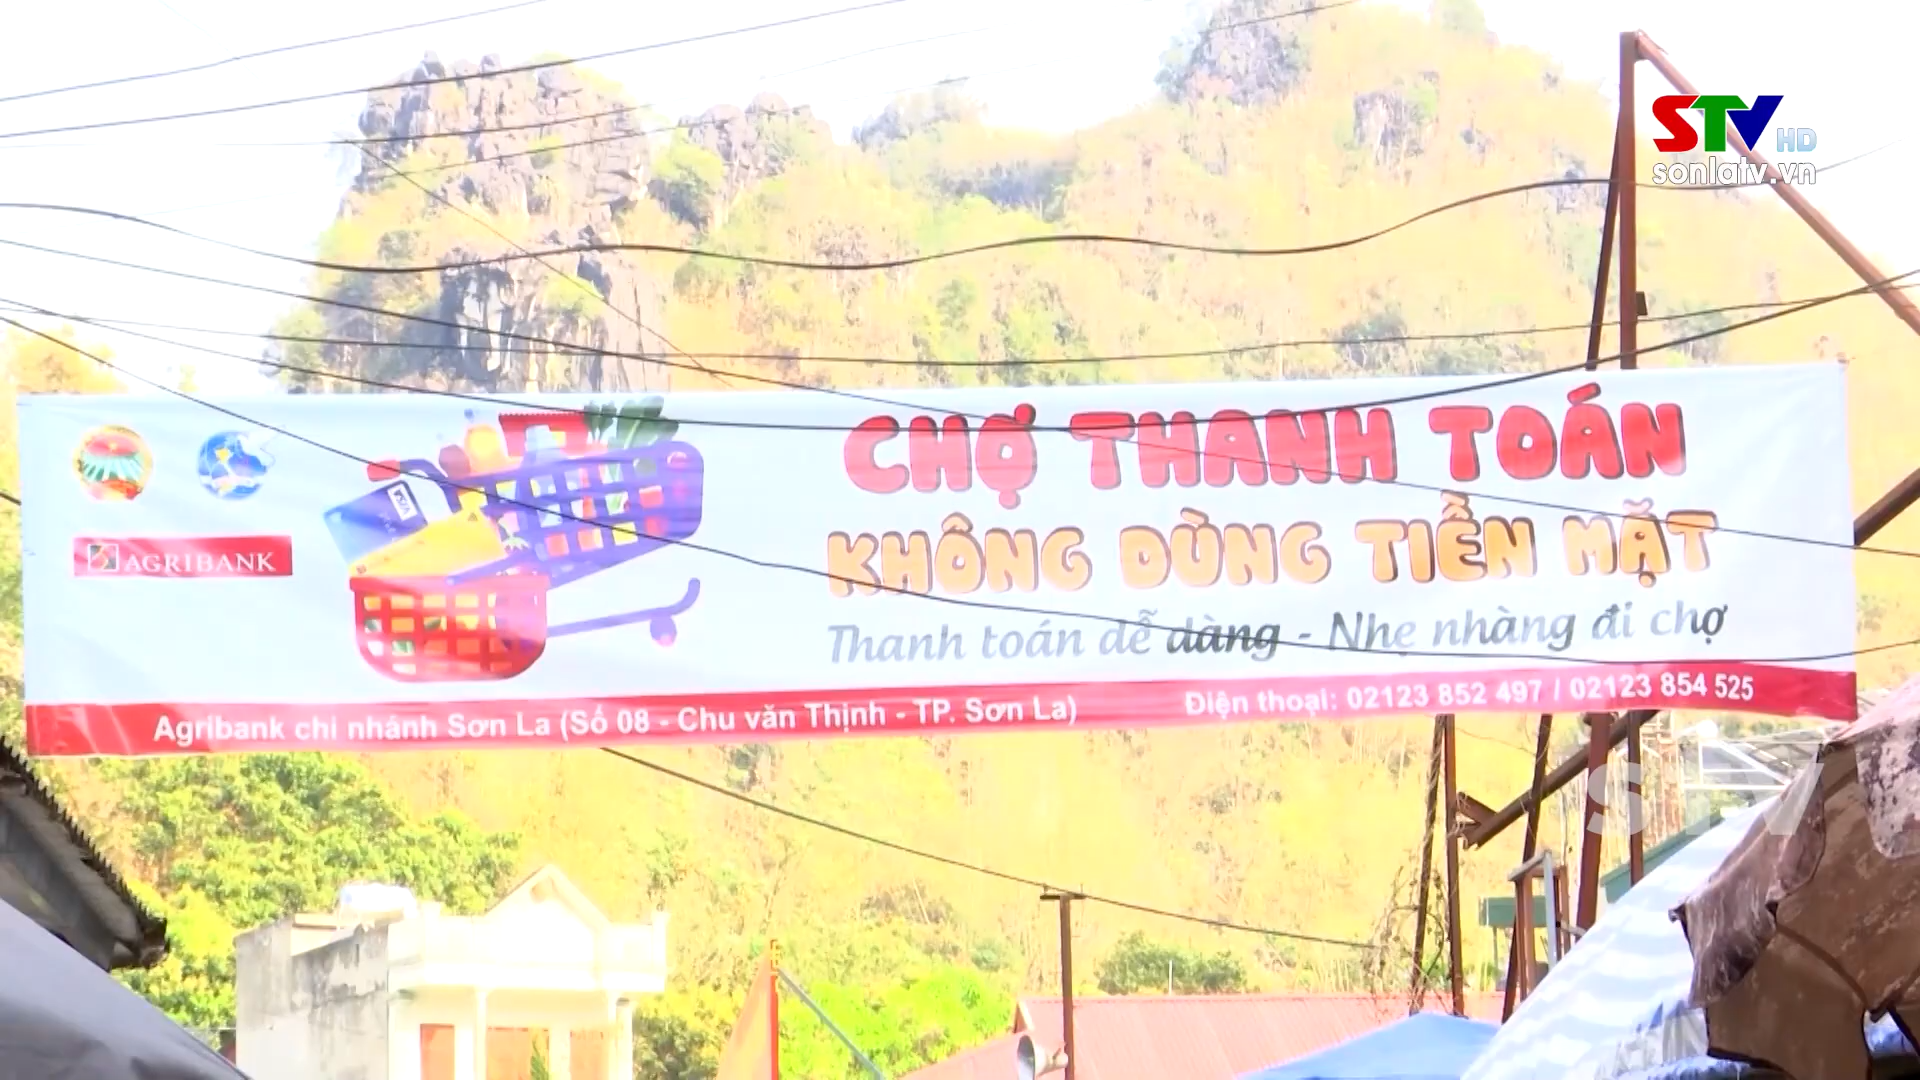 STV HD
sonlatv.vn
CHỢ THANH TOÁN
KHÔNG DÙNG TIỀN MẶT
Thanh toán dễ dàng - Nhẹ nhàng đi chợ
AGRIBANK
VISA
Agribank chi nhánh Sơn La (Số 08 - Chu văn Thịnh - TP. Sơn La)
Điện thoại: 02123 852 497 / 02123 854 525
STV